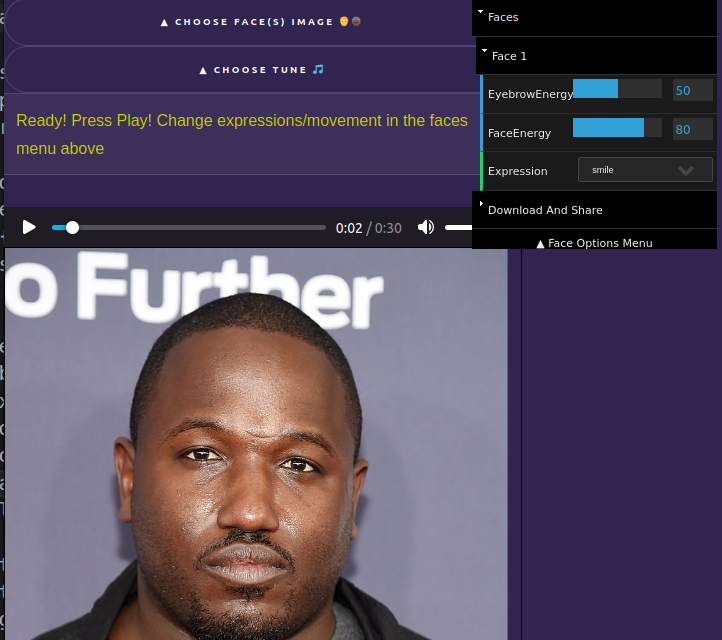 ▲ CHOOSE FACE(S) IMAGE
▲ CHOOSE TUNE
Ready! Press Play! Change expressions/movement in the faces
menu above
0:02 / 0:30
Faces
Face 1
EyebrowEnergy 50
FaceEnergy 80
Expression smile
Download And Share
▲ Face Options Menu
o Further